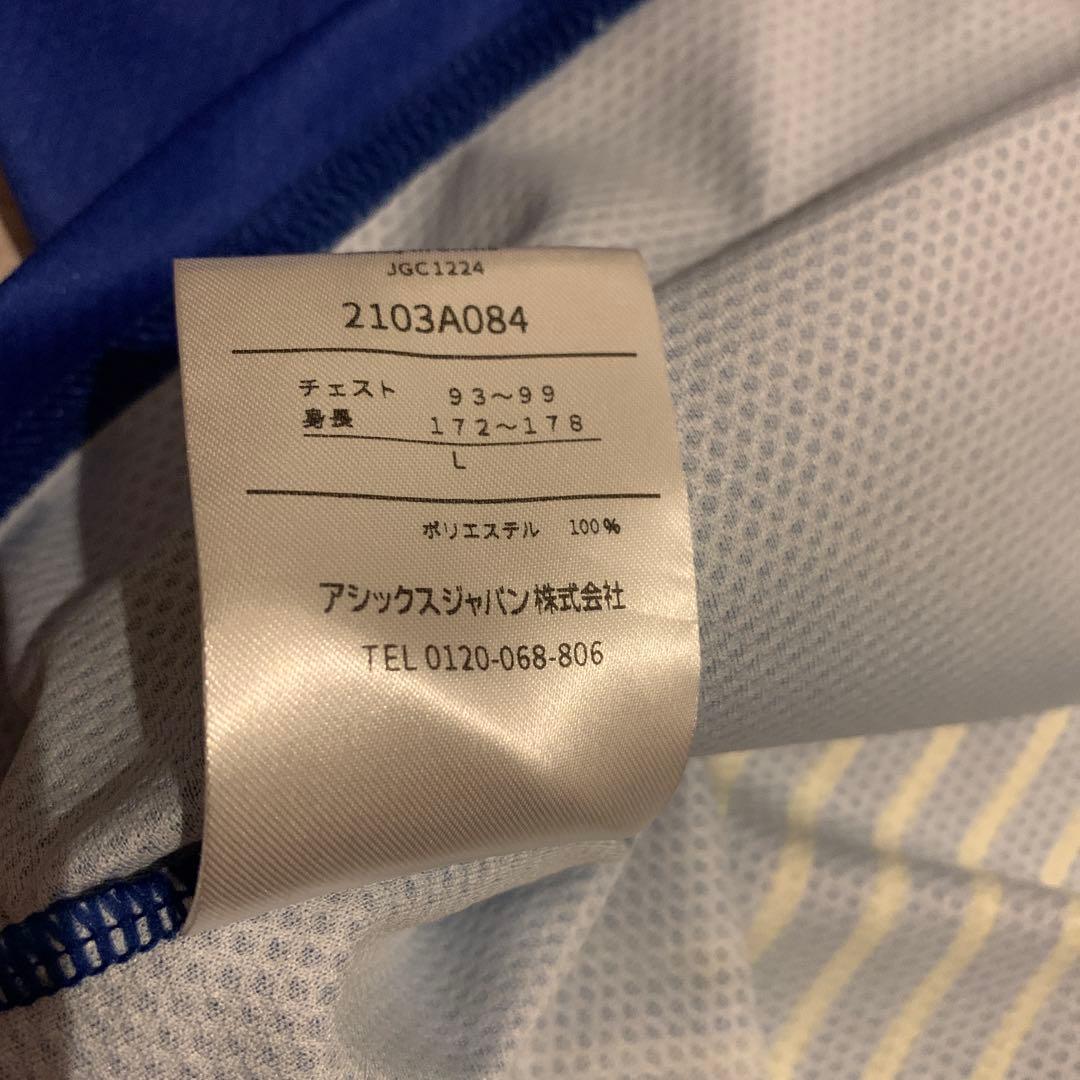 JGC1224
2103A084
チェスト 93～99
身長 172～178
L
ポリエステル 100%
アシックスジャパン株式会社
TEL 0120-068-806